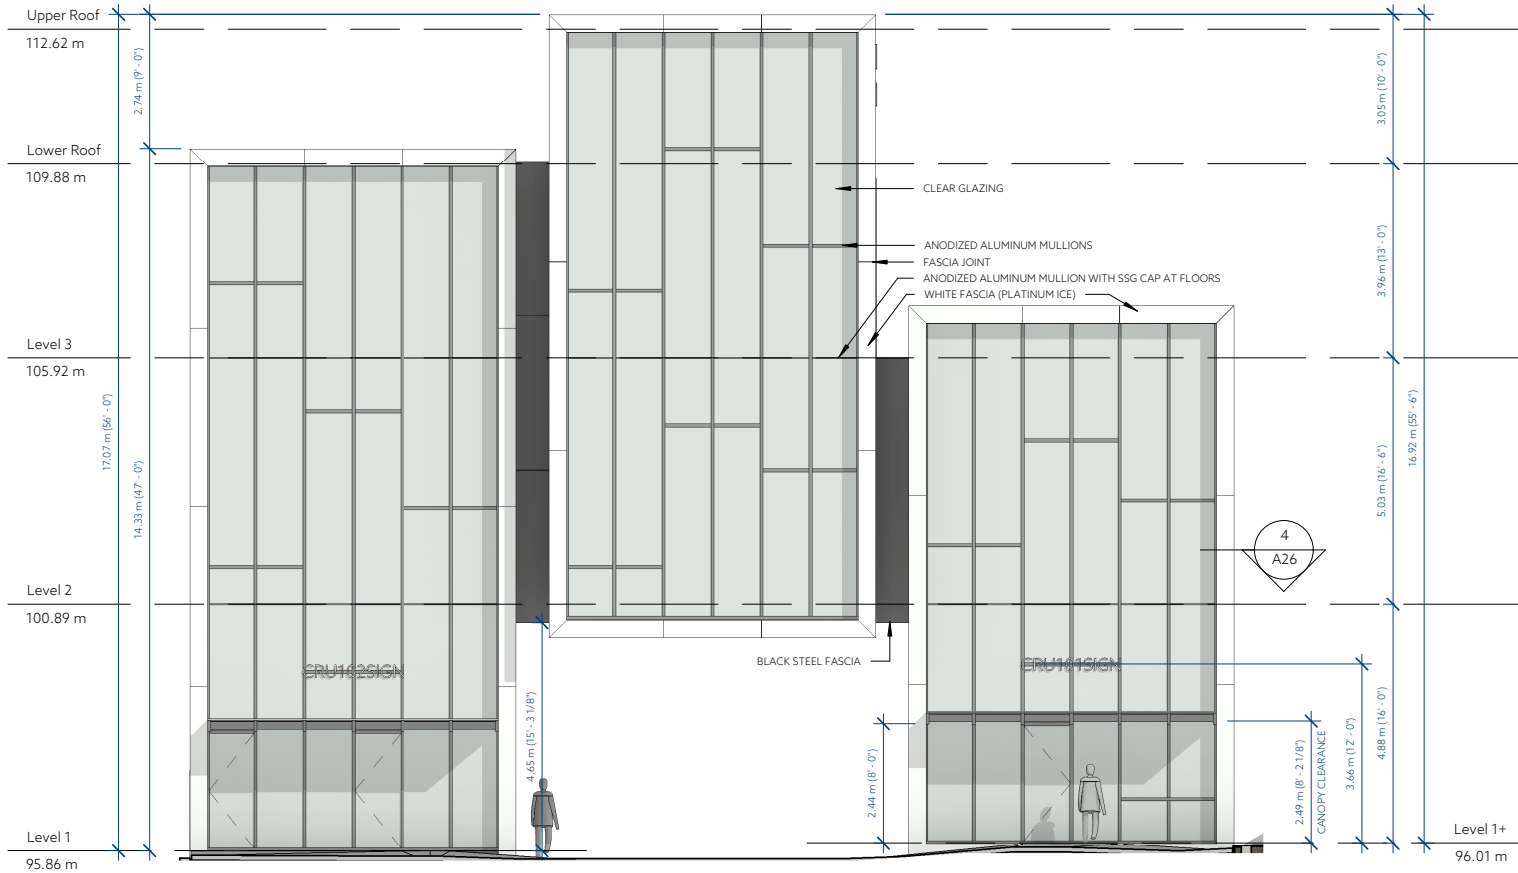 Upper Roof
112.62 m
Lower Roof
109.88 m
Level 3
105.92 m
Level 2
100.89 m
Level 1
95.86 m
17.07 m (56' - 0")
2.74 m (9' - 0")
14.33 m (47' - 0")
CRU102SIGN
4.65 m (15' - 3 1/8")
CLEAR GLAZING
ANODIZED ALUMINUM MULLIONS
FASCIA JOINT
ANODIZED ALUMINUM MULLION WITH SSG CAP AT FLOORS
WHITE FASCIA (PLATINUM ICE)
BLACK STEEL FASCIA
CRU101SIGN
2.44 m (8' - 0")
4
A26
2.49 m (8' - 2 1/8")
CANOPY CLEARANCE
3.66 m (12' - 0")
3.05 m (10' - 0")
3.96 m (13' - 0")
5.03 m (16' - 6")
4.88 m (16' - 0")
16.92 m (55' - 6")
Level 1+
96.01 m